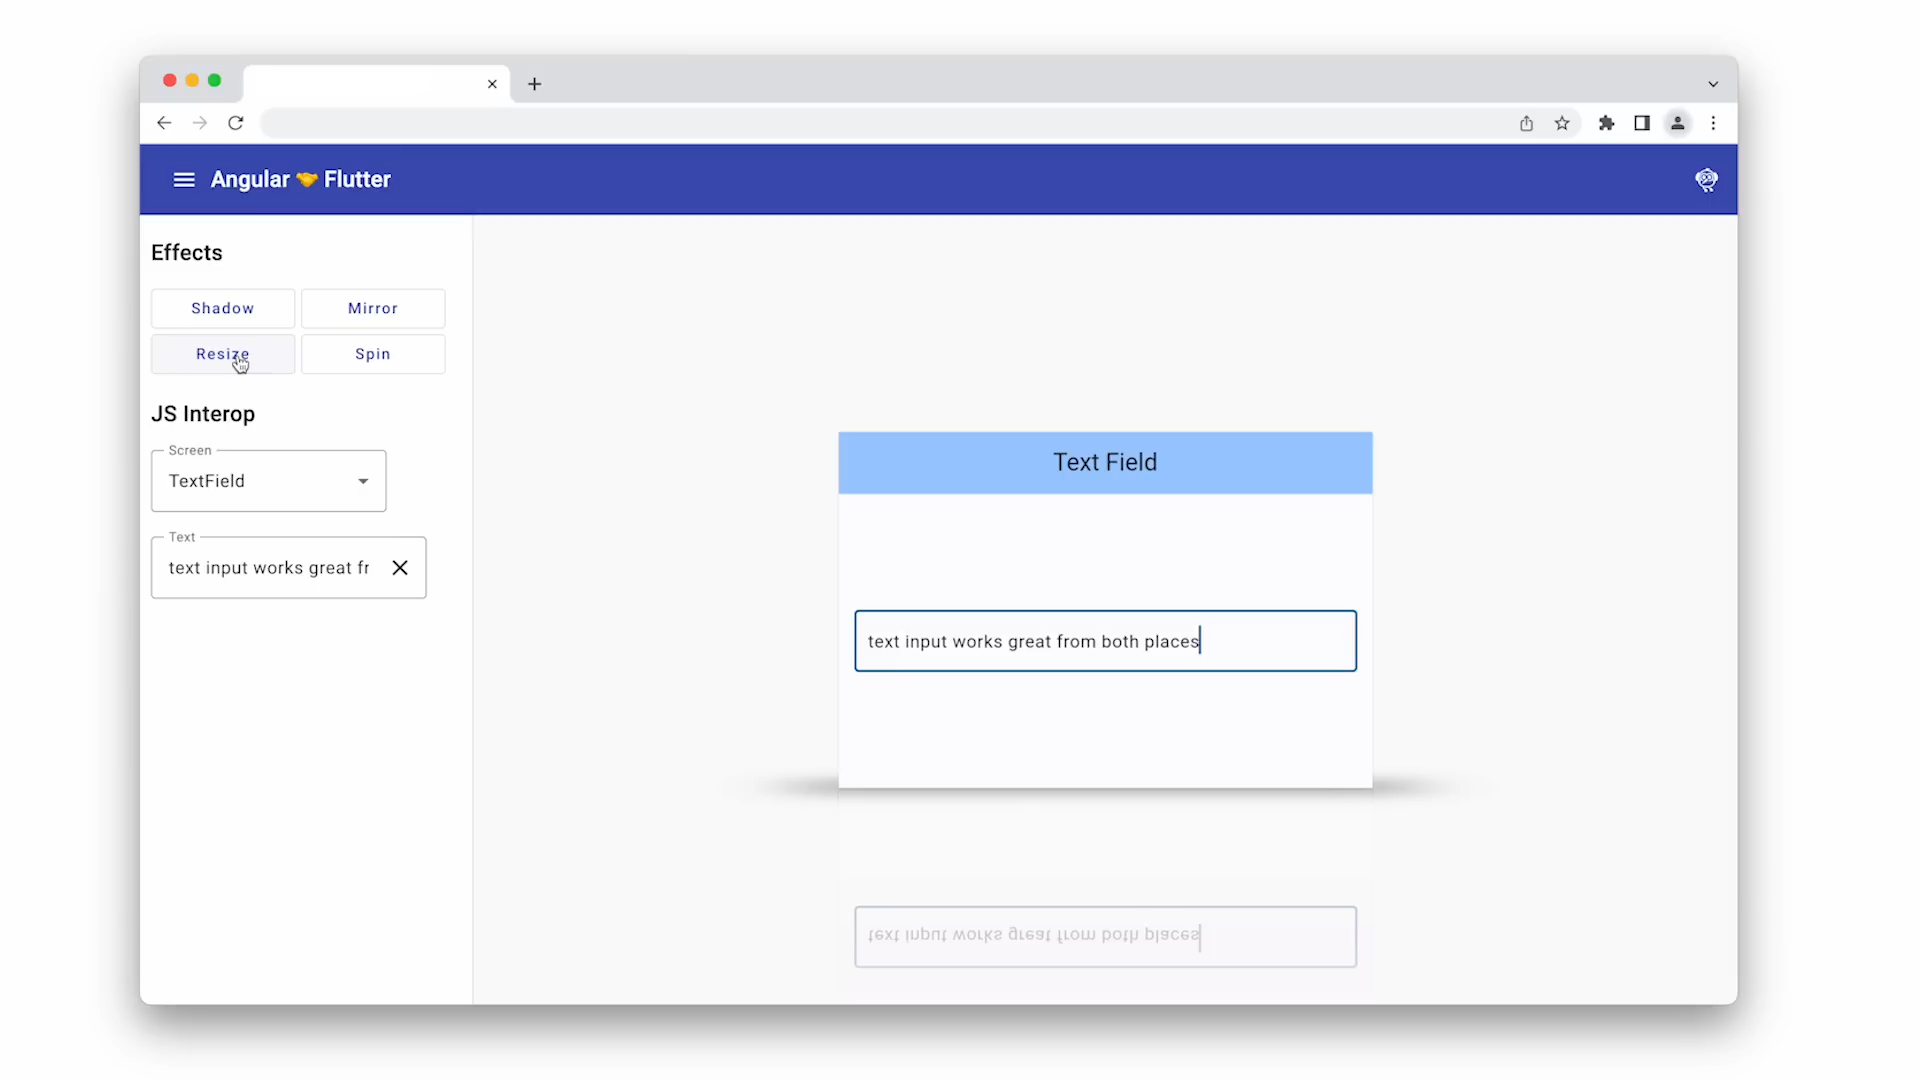 Angular 🤝 Flutter
Effects
Shadow
Mirror
Resize
Spin
JS Interop
Screen
TextField
Text
text input works great fr
Text Field
text input works great from both places
text input works great from both places